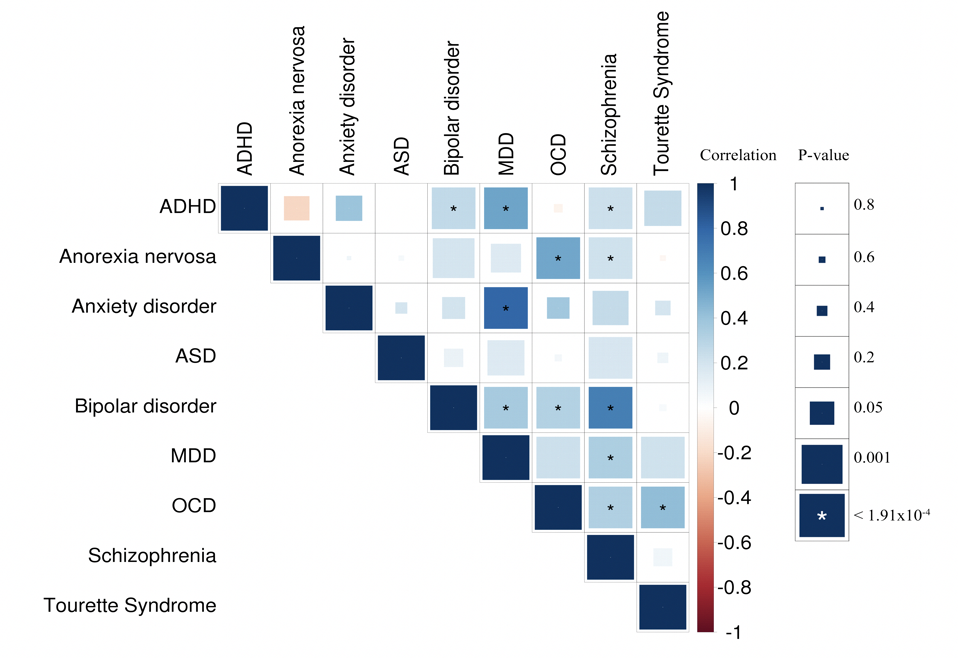 ADHD
Anorexia nervosa
Anxiety disorder
ASD
Bipolar disorder
MDD
OCD
Schizophrenia
Tourette Syndrome
Correlation
P-value
ADHD * * *
Anorexia nervosa * *
Anxiety disorder *
ASD
Bipolar disorder * * *
MDD *
OCD * *
Schizophrenia
Tourette Syndrome
1
0.8
0.6
0.4
0.2
0
-0.2
-0.4
-0.6
-0.8
-1
0.8
0.6
0.4
0.2
0.05
0.001
* < 1.91x10-4